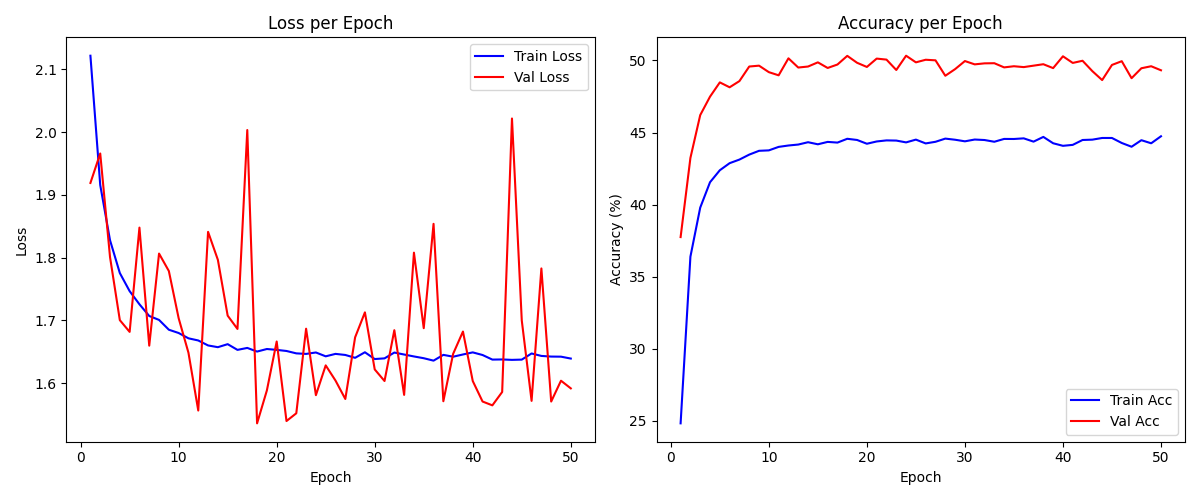 Loss per Epoch
Train Loss
Val Loss
2.1
2.0
1.9
1.8
1.7
1.6
Loss
0
10
20
30
40
50
Epoch
Accuracy per Epoch
50
45
40
35
30
25
Accuracy (%)
Train Acc
Val Acc
0
10
20
30
40
50
Epoch